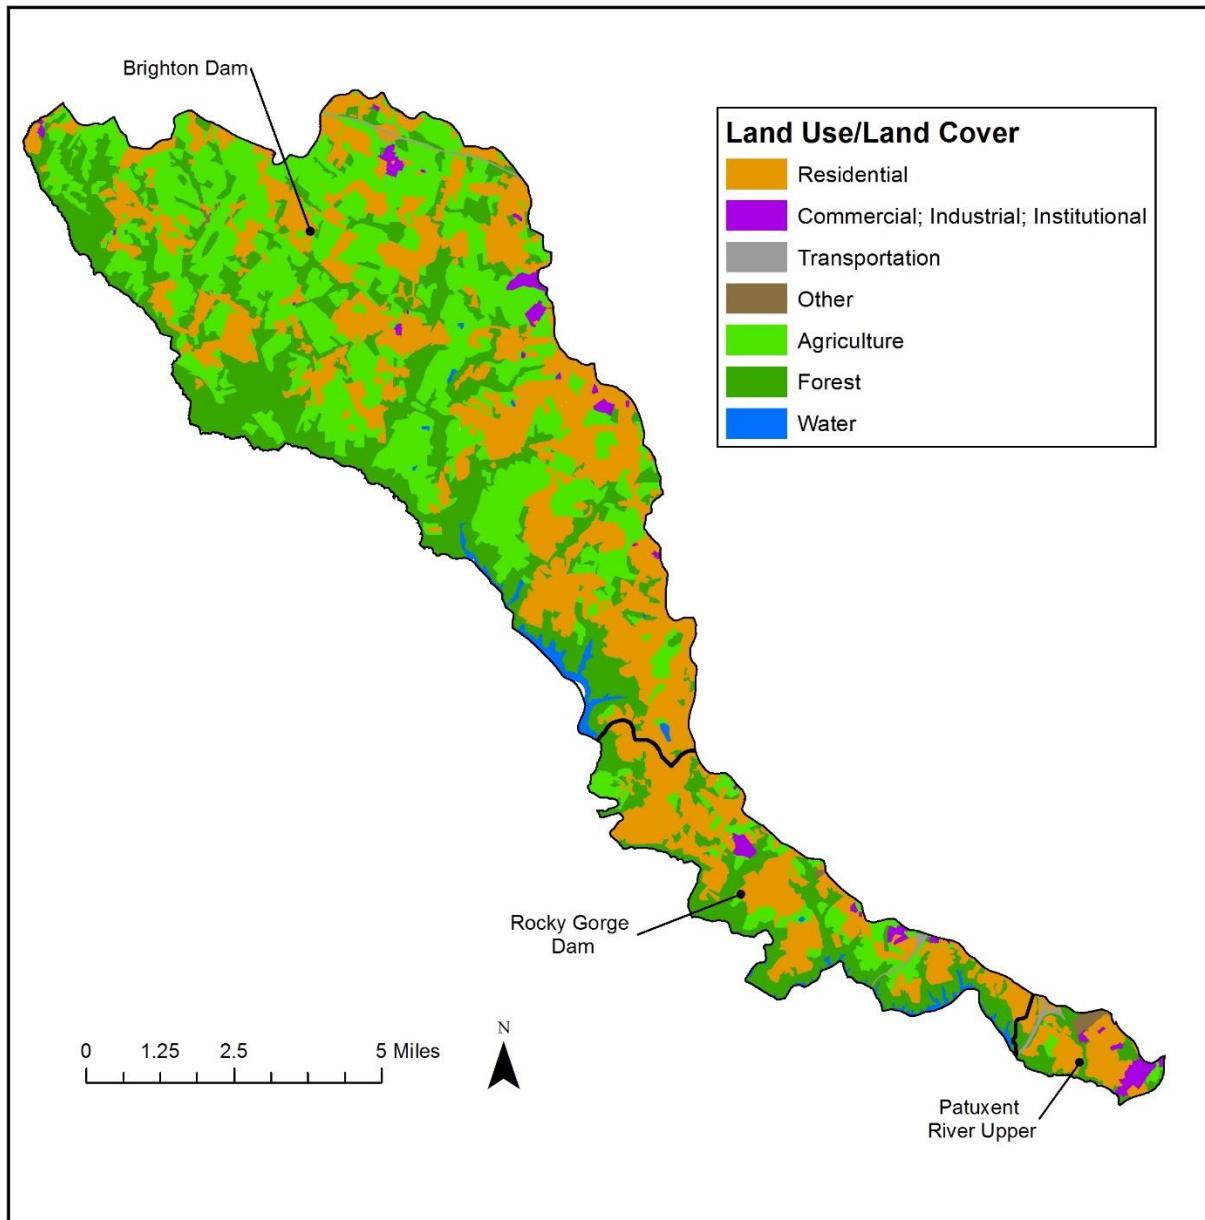 Brighton Dam
Land Use/Land Cover
Residential
Commercial; Industrial; Institutional
Transportation
Other
Agriculture
Forest
Water
Rocky Gorge
Dam
N
0 1.25 2.5 5 Miles
Patuxent
River Upper